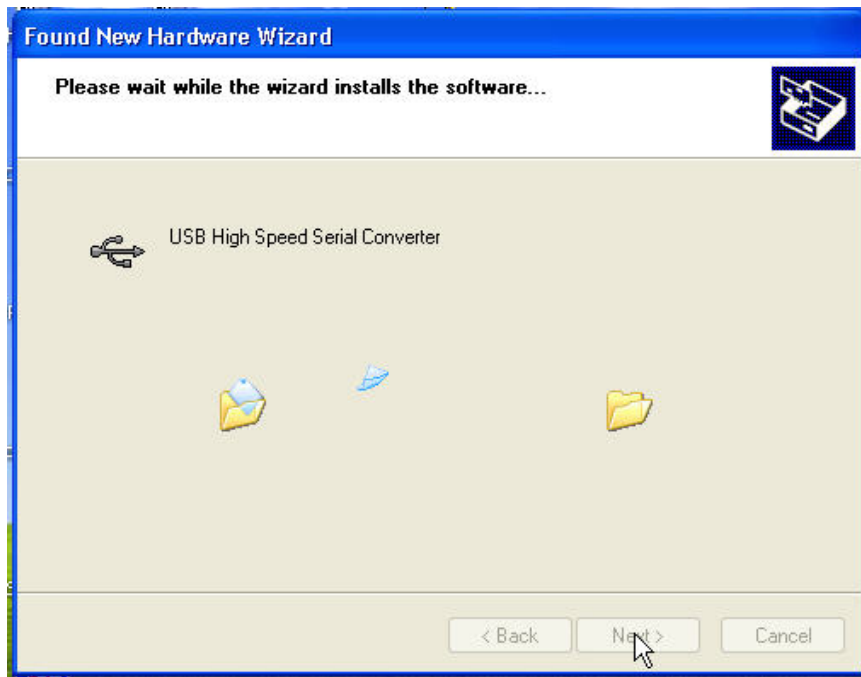 Found New Hardware Wizard
Please wait while the wizard installs the software...
USB High Speed Serial Converter
< Back
Next >
Cancel